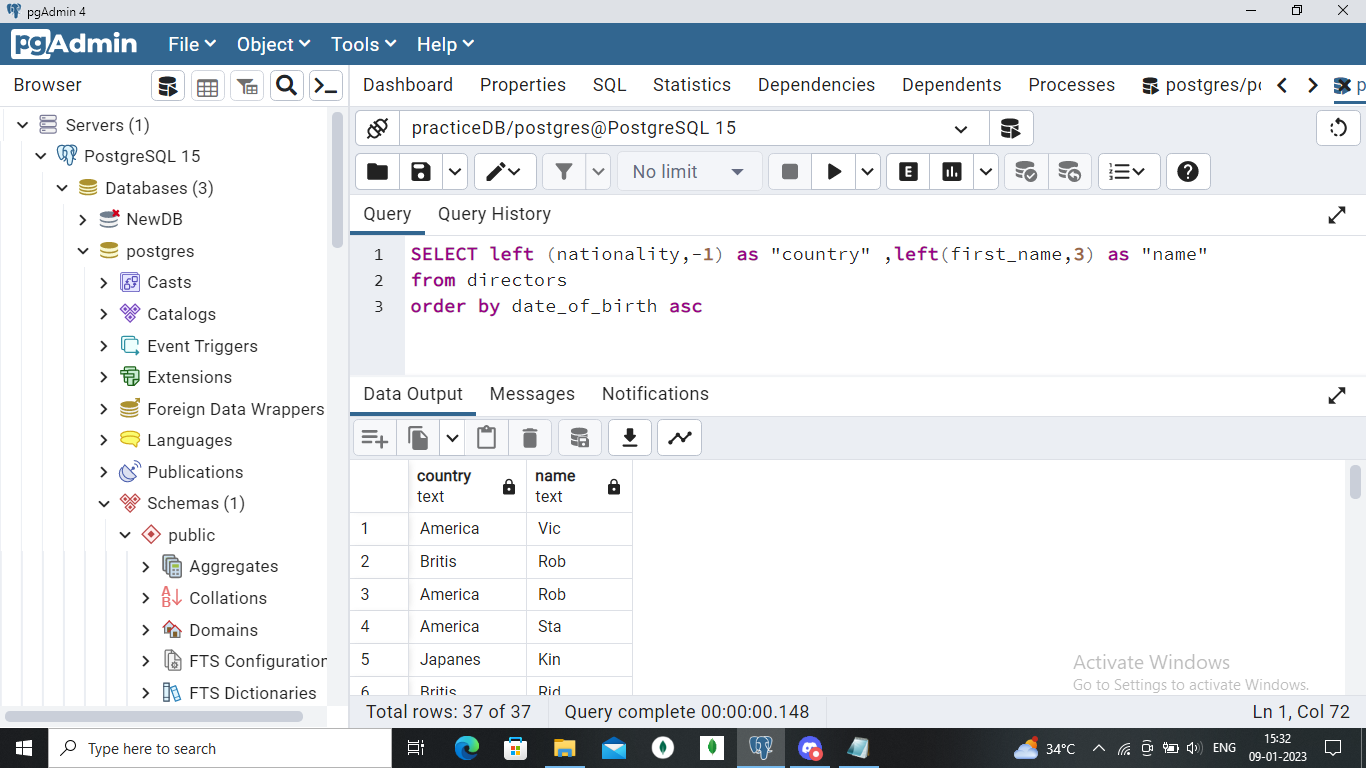 pgAdmin 4
pgAdmin
File Object Tools Help
Browser
Dashboard Properties SQL Statistics Dependencies Dependents Processes postgres/po
practiceDB/postgres@PostgreSQL 15
No limit
E
Query Query History
1 SELECT left (nationality,-1) as "country" ,left(first_name,3) as "name"
2 from directors
3 order by date_of_birth asc
Data Output Messages Notifications
country name
text text
1 America Vic
2 Britis Rob
3 America Rob
4 America Sta
5 Japanes Kin
6 Britis Rid
Total rows: 37 of 37 Query complete 00:00:00.148 Ln 1, Col 72
Servers (1)
PostgreSQL 15
Databases (3)
NewDB
postgres
Casts
Catalogs
Event Triggers
Extensions
Foreign Data Wrappers
Languages
Publications
Schemas (1)
public
Aggregates
Collations
Domains
FTS Configuration
FTS Dictionaries
Activate Windows
Go to Settings to activate Windows.
Type here to search
34°C
ENG
15:32
09-01-2023